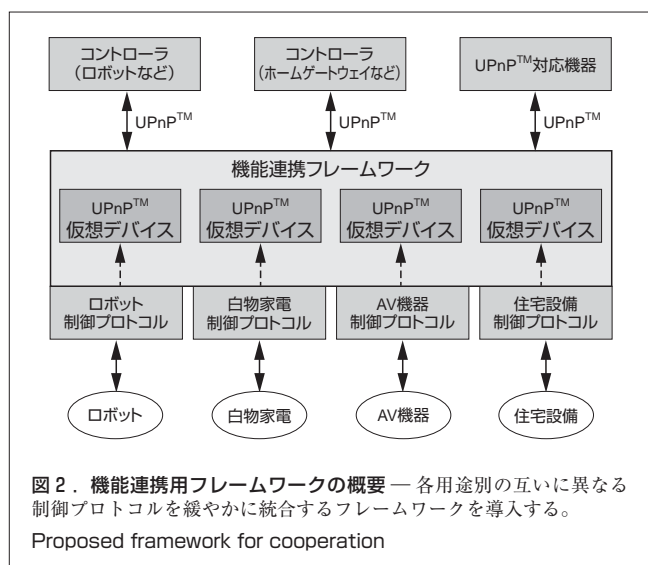 コントローラ
（ロボットなど）
コントローラ
（ホームゲートウェイなど）
UPnP™対応機器
UPnP™
UPnP™
UPnP™
機能連携フレームワーク
UPnP™
仮想デバイス
UPnP™
仮想デバイス
UPnP™
仮想デバイス
UPnP™
仮想デバイス
ロボット
制御プロトコル
白物家電
制御プロトコル
AV機器
制御プロトコル
住宅設備
制御プロトコル
ロボット
白物家電
AV機器
住宅設備
図2．機能連携用フレームワークの概要 — 各用途別の互いに異なる
制御プロトコルを緩やかに統合するフレームワークを導入する。
Proposed framework for cooperation